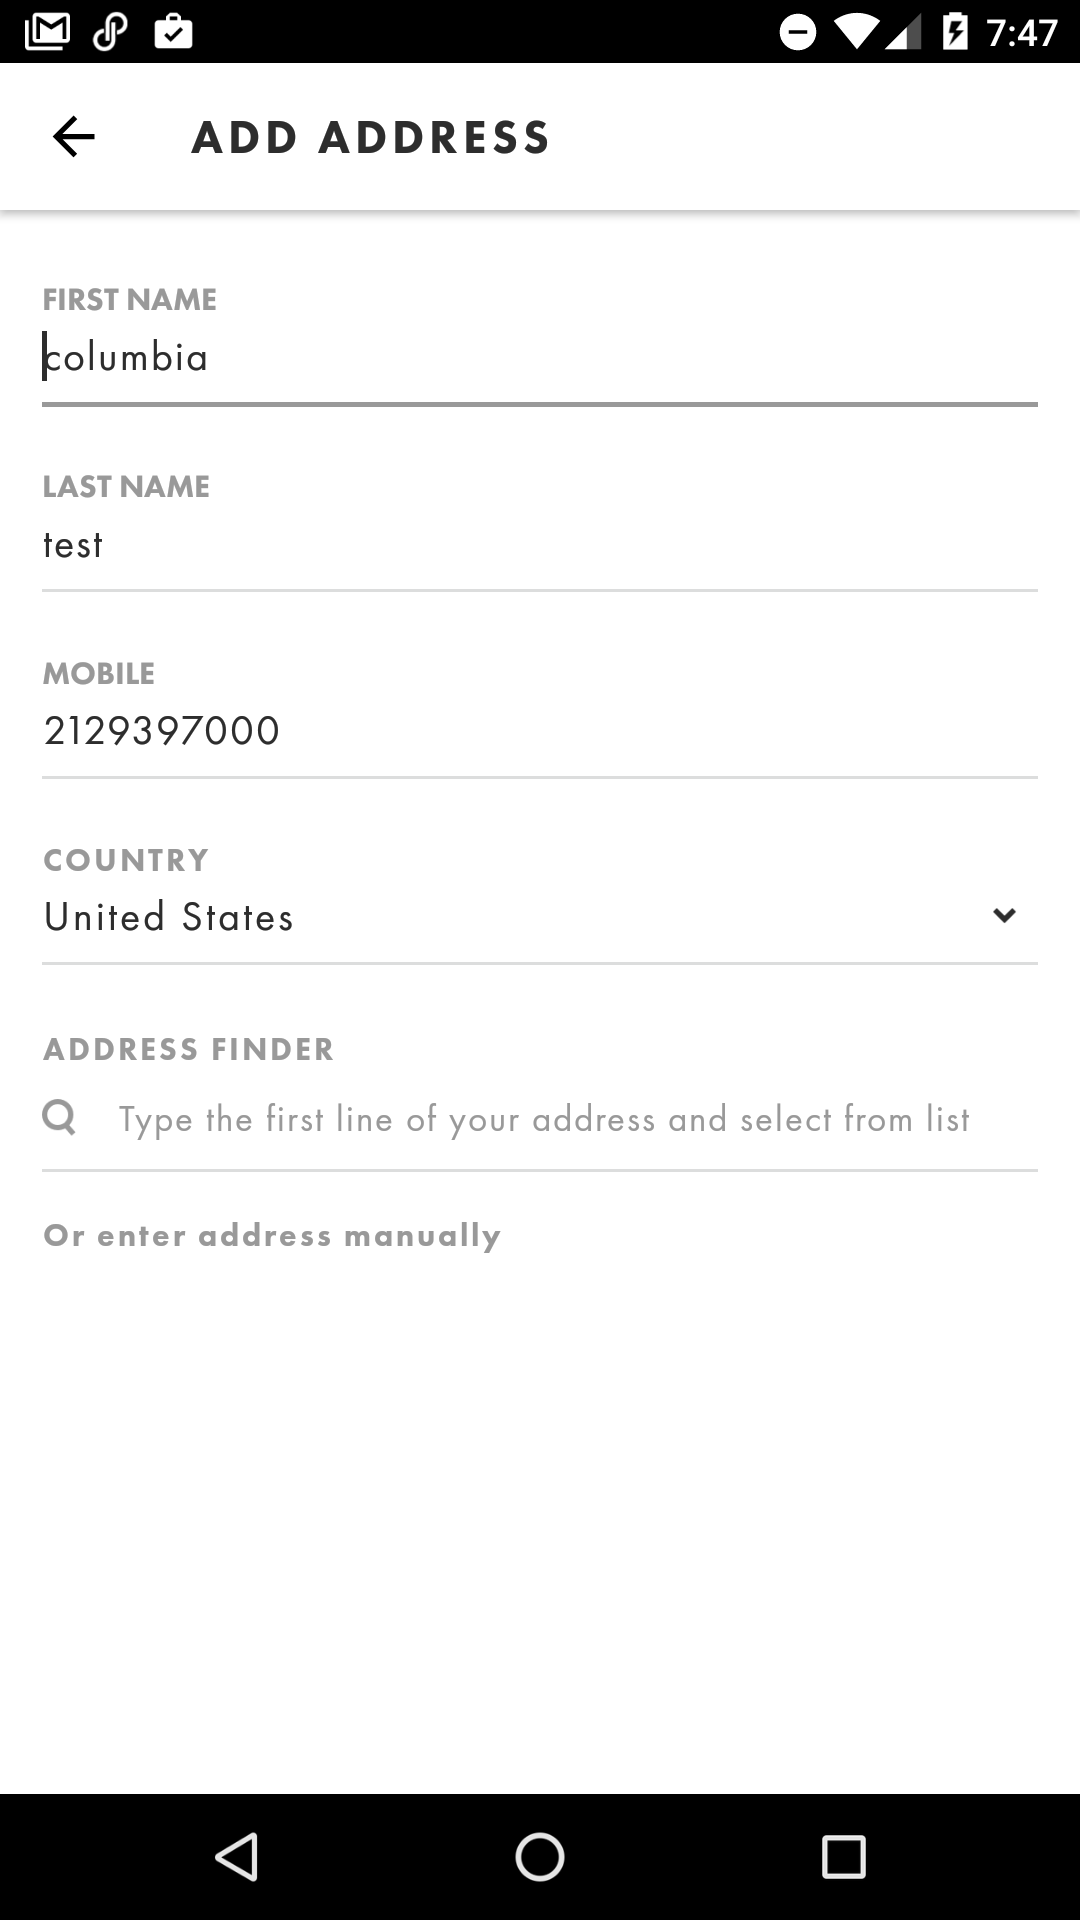 7:47
ADD ADDRESS
FIRST NAME
columbia
LAST NAME
test
MOBILE
2129397000
COUNTRY
United States
ADDRESS FINDER
Type the first line of your address and select from list
Or enter address manually